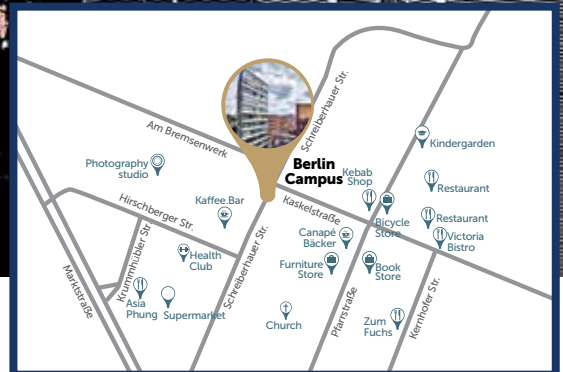 Am Bremsenwerk
Schreiberhauer Str.
Kindergarden
Berlin
Campus
Photography
studio
Kebab
Shop
Restaurant
Hirschberger Str.
Kaffee.Bar
Kaskelstraße
Restaurant
Bicycle
Store
Canapé
Bäcker
Victoria
Bistro
Health
Club
Furniture
Store
Book
Store
Krummhübler Str.
Schreiberhauer Str.
Marktstraße
Asia
Phung
Supermarket
Church
Pfarrstraße
Zum
Fuchs
Kernhofer Str.